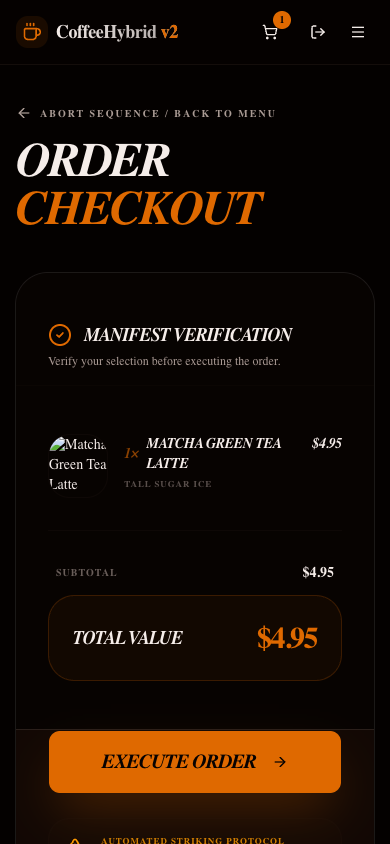 CoffeeHybrid v2
1
ABORT SEQUENCE / BACK TO MENU
ORDER
CHECKOUT
MANIFEST VERIFICATION
Verify your selection before executing the order.
Matcha
Green Tea
Latte
1×
MATCHA GREEN TEA
LATTE
$4.95
TALL SUGAR ICE
SUBTOTAL
$4.95
TOTAL VALUE
$4.95
EXECUTE ORDER
AUTOMATED STRIKING PROTOCOL